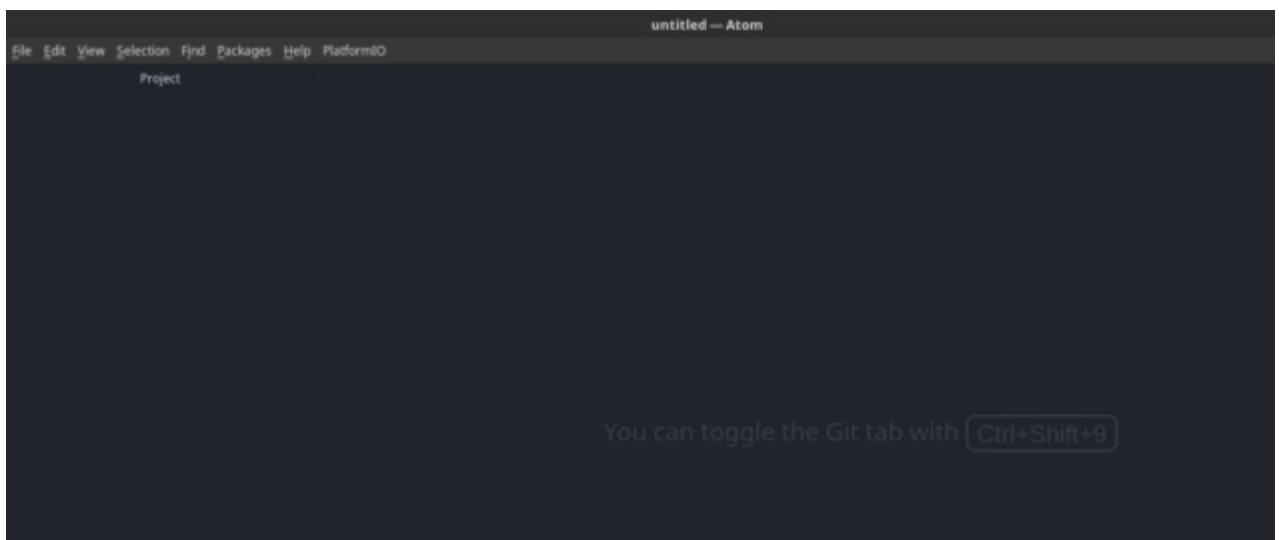 untitled — Atom
File Edit View Selection Find Packages Help PlatformIO
Project
You can toggle the Git tab with Ctrl+Shift+9